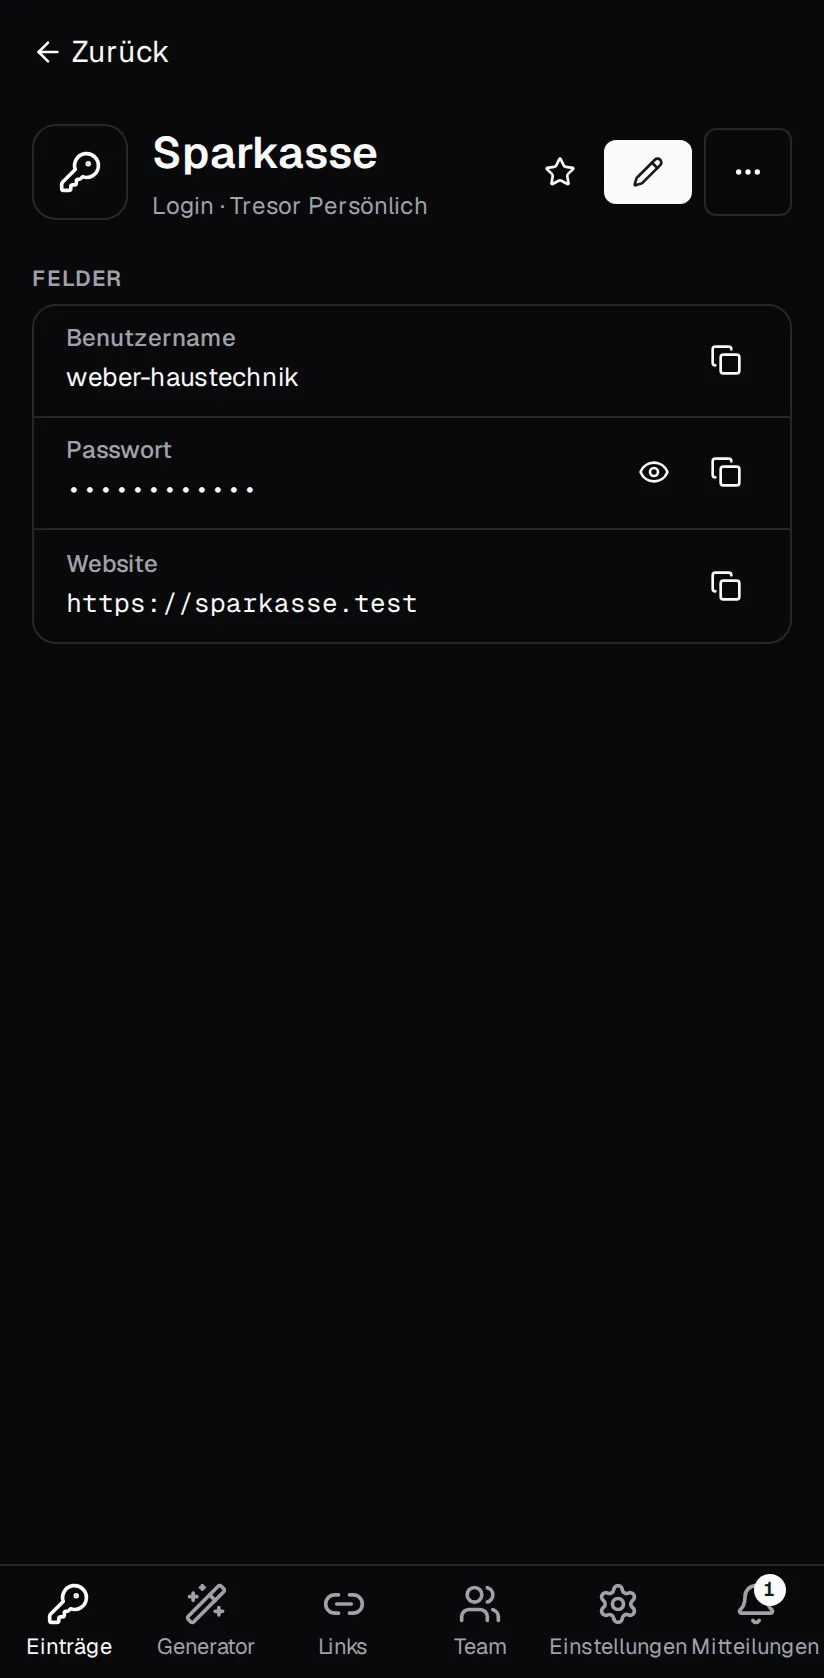 Zurück
Sparkasse
Login · Tresor Persönlich
FELDER
Benutzername
weber-haustechnik
Passwort
••••••••••••
Website
https://sparkasse.test
1
Einträge Generator Links Team Einstellungen Mitteilungen